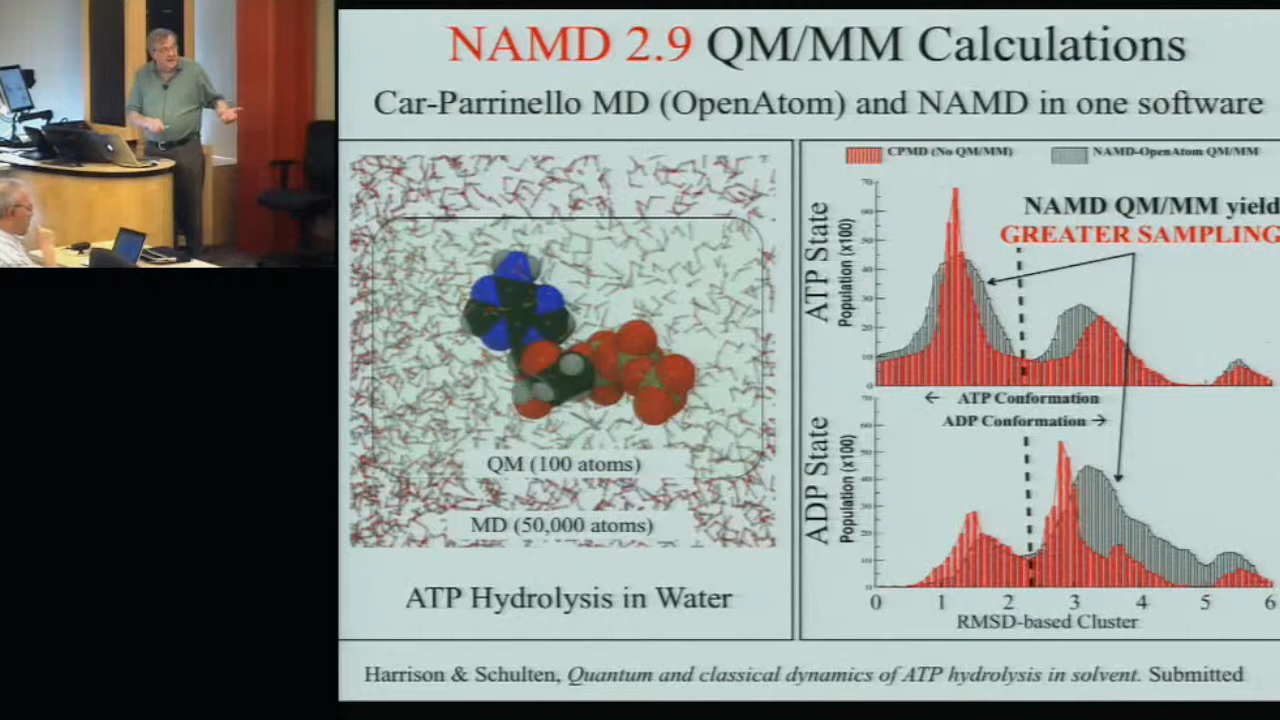 NAMD 2.9 QM/MM Calculations
Car-Parrinello MD (OpenAtom) and NAMD in one software
QM (100 atoms)
MD (50,000 atoms)
ATP Hydrolysis in Water
CPMD (No QM/MM)
NAMD-OpenAtom QM/MM
NAMD QM/MM yield
GREATER SAMPLING
ATP State
Population (x100)
← ATP Conformation
ADP Conformation →
ADP State
Population (x100)
0 1 2 3 4 5 6
RMSD-based Cluster
Harrison & Schulten, Quantum and classical dynamics of ATP hydrolysis in solvent. Submitted